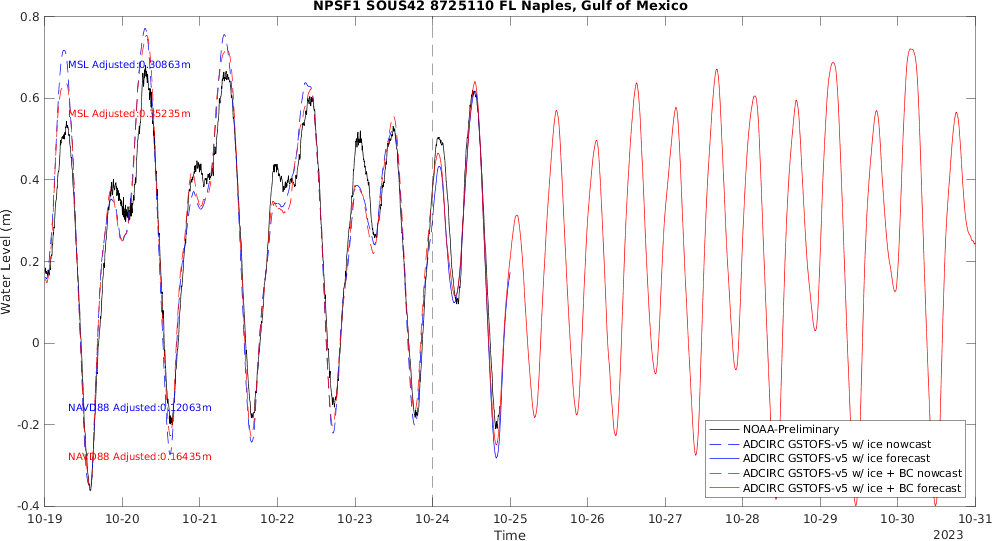 NPSF1 SOUS42 8725110 FL Naples, Gulf of Mexico
0.8
0.6
0.4
0.2
0
-0.2
-0.4
Water Level (m)
MSL Adjusted:0.30863m
MSL Adjusted:0.35235m
NAVD88 Adjusted:0.12063m
NAVD88 Adjusted:0.16435m
NOAA-Preliminary
ADCIRC GSTOFS-v5 w/ ice nowcast
ADCIRC GSTOFS-v5 w/ ice forecast
ADCIRC GSTOFS-v5 w/ ice + BC nowcast
ADCIRC GSTOFS-v5 w/ ice + BC forecast
10-19 10-20 10-21 10-22 10-23 10-24 10-25 10-26 10-27 10-28 10-29 10-30 10-31
Time
2023